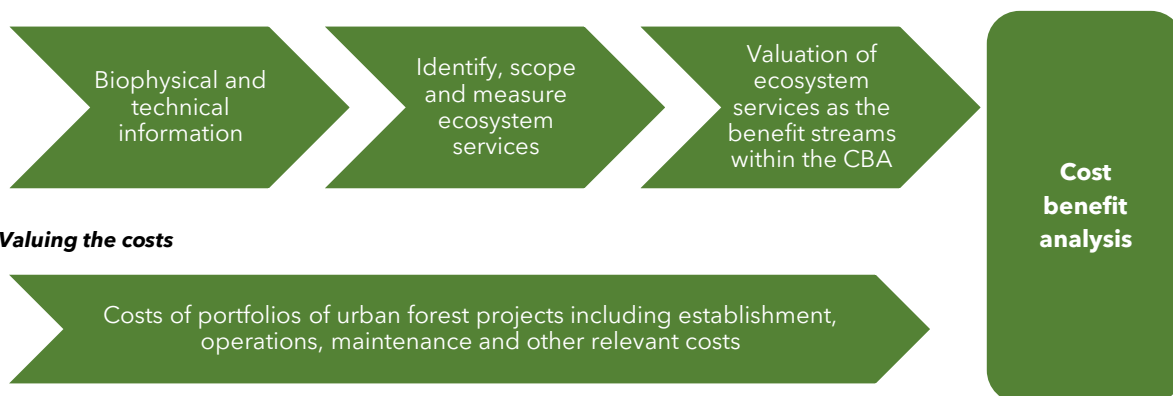 Biophysical and
technical
information
Identify, scope
and measure
ecosystem
services
Valuation of
ecosystem
services as the
benefit streams
within the CBA
Valuing the costs
Costs of portfolios of urban forest projects including establishment,
operations, maintenance and other relevant costs
Cost
benefit
analysis